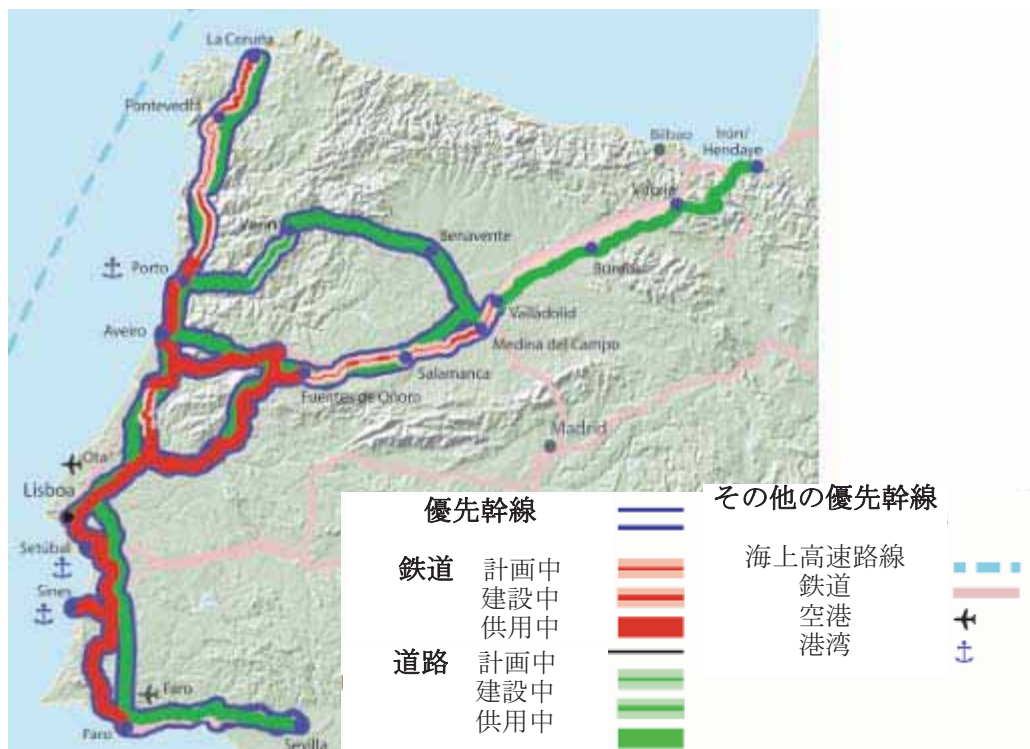 La Coruña
Pontevedra
Bilbao
Irún/
Hendaye
Vitoria
Verin
Benavente
Burgos
Porto
Valladolid
Aveiro
Medina del Campo
Salamanca
Fuentes de Oñoro
Madrid
Ota
Lisboa
Setúbal
Sines
Faro
Faro
Sevilla
優先幹線
鉄道 計画中
建設中
供用中
道路 計画中
建設中
供用中
その他の優先幹線
海上高速路線
鉄道
空港
港湾